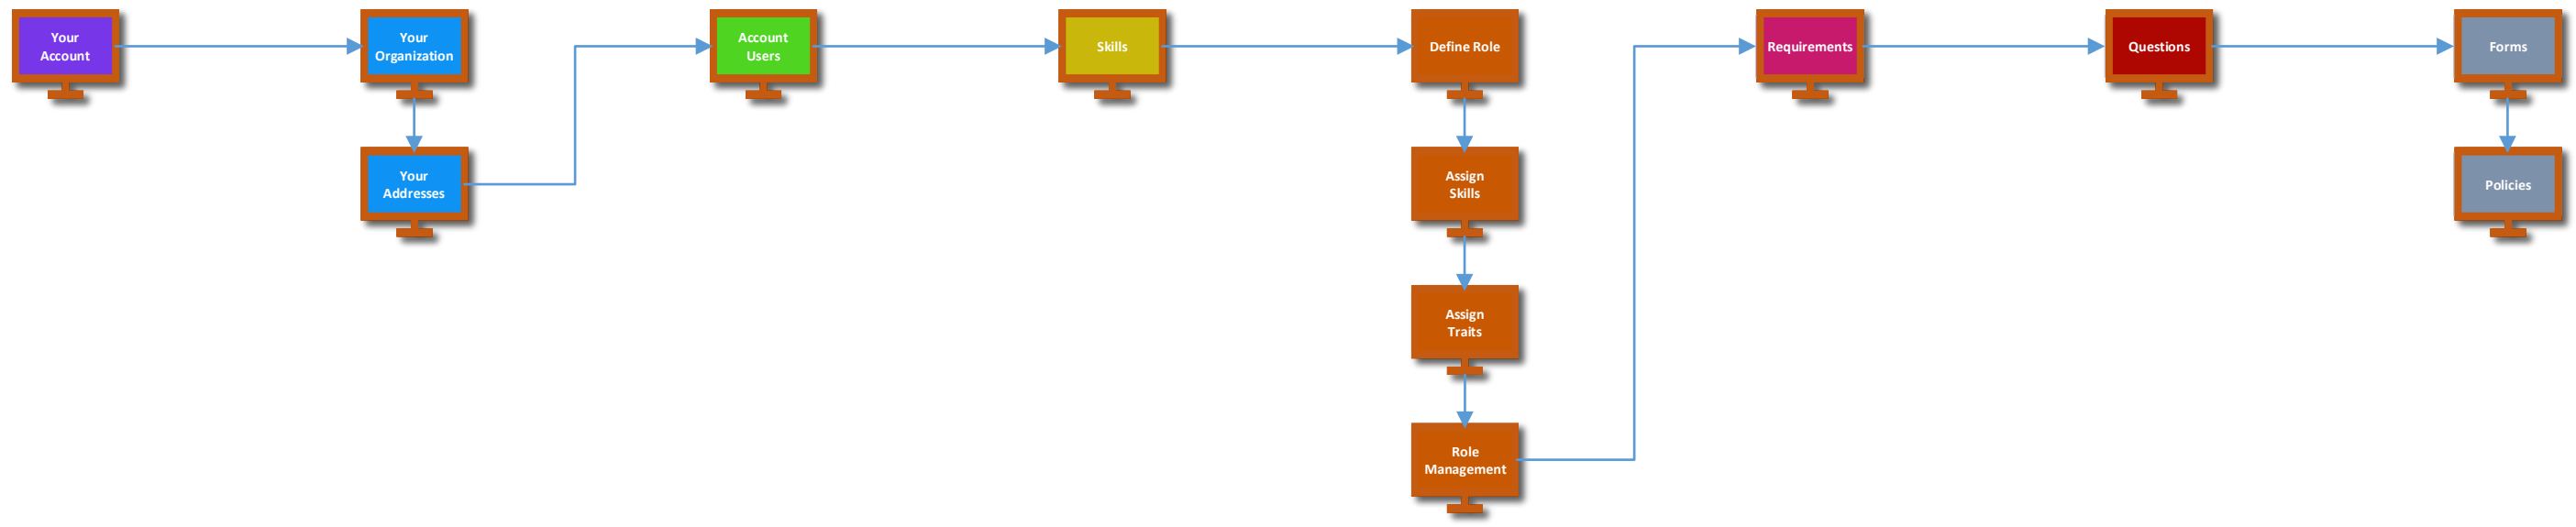 Your
Account
Your
Organization
Your
Addresses
Account
Users
Skills
Define Role
Assign
Skills
Assign
Traits
Role
Management
Requirements
Questions
Forms
Policies